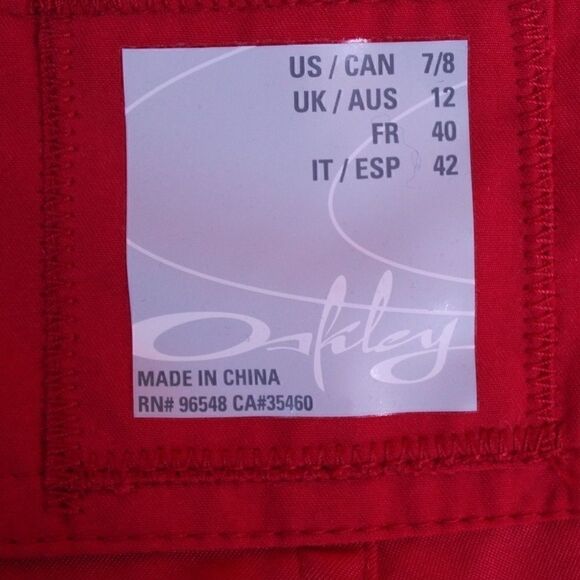 US / CAN 7/8
UK / AUS 12
FR 40
IT / ESP 42
Oakley
MADE IN CHINA
RN# 96548 CA#35460